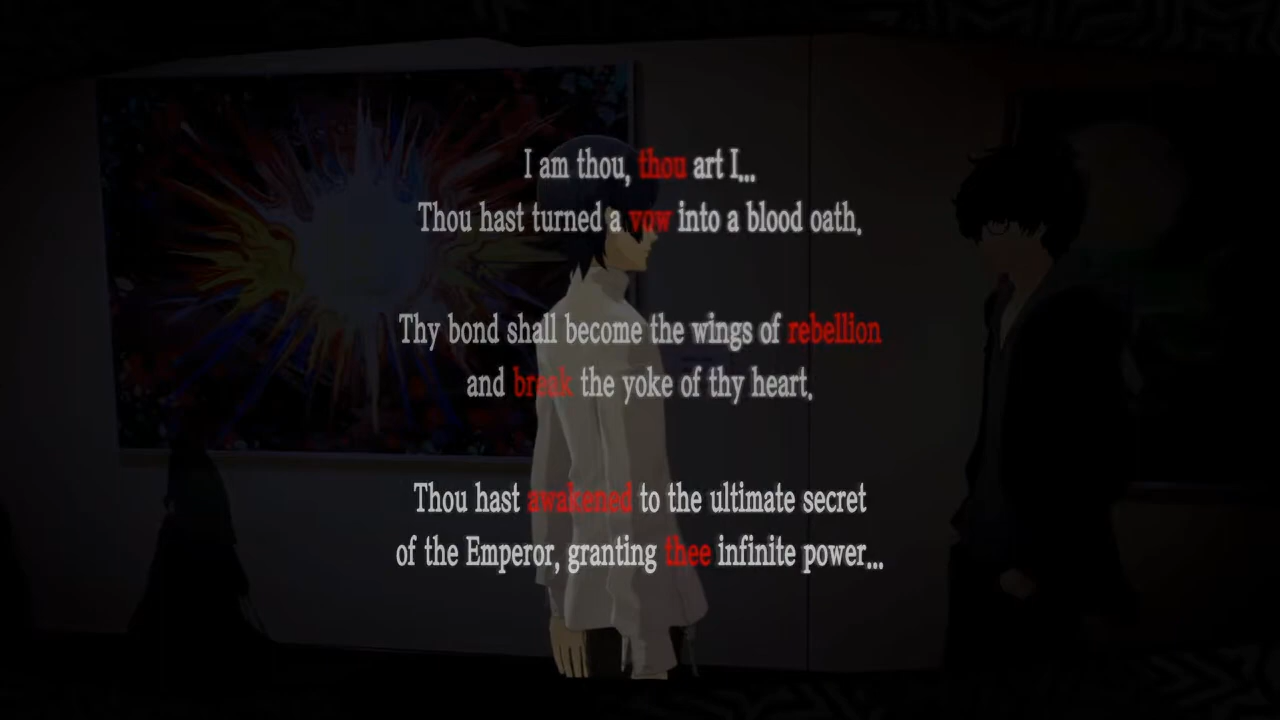 I am thou, thou art I...
Thou hast turned a vow into a blood oath.
Thy bond shall become the wings of rebellion
and break the yoke of thy heart.
Thou hast awakened to the ultimate secret
of the Emperor, granting thee infinite power...